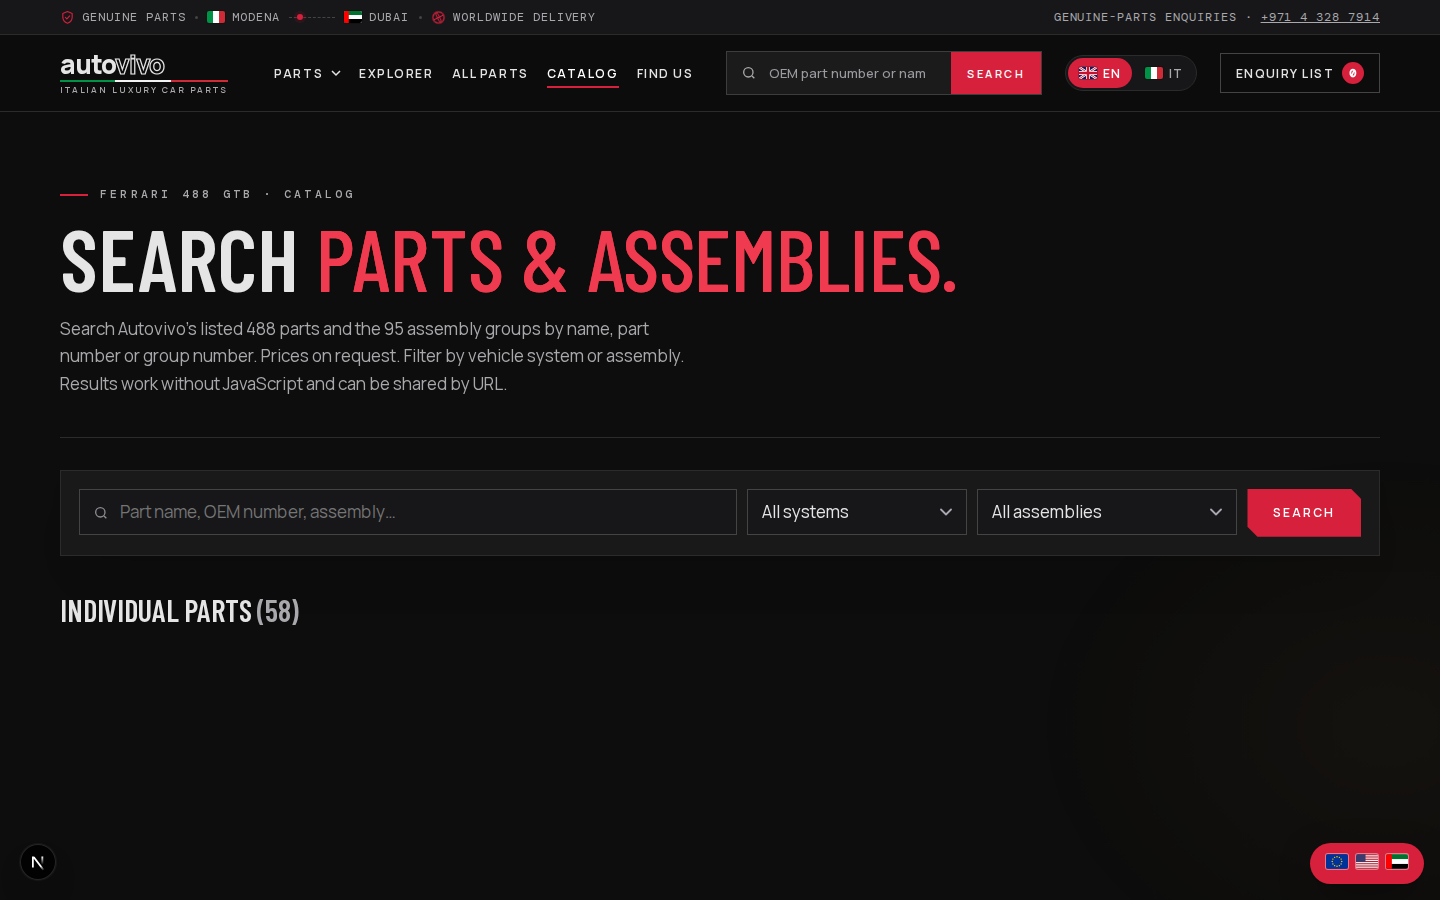 GENUINE PARTS • MODENA DUBAI • WORLDWIDE DELIVERY
GENUINE-PARTS ENQUIRIES · +971 4 328 7914
autovivo
ITALIAN LUXURY CAR PARTS
PARTS EXPLORER ALL PARTS CATALOG FIND US
OEM part number or nam
SEARCH
EN IT
ENQUIRY LIST 0
FERRARI 488 GTB · CATALOG
SEARCH PARTS & ASSEMBLIES.
Search Autovivo's listed 488 parts and the 95 assembly groups by name, part
number or group number. Prices on request. Filter by vehicle system or assembly.
Results work without JavaScript and can be shared by URL.
Part name, OEM number, assembly...
All systems
All assemblies
SEARCH
INDIVIDUAL PARTS (58)
N